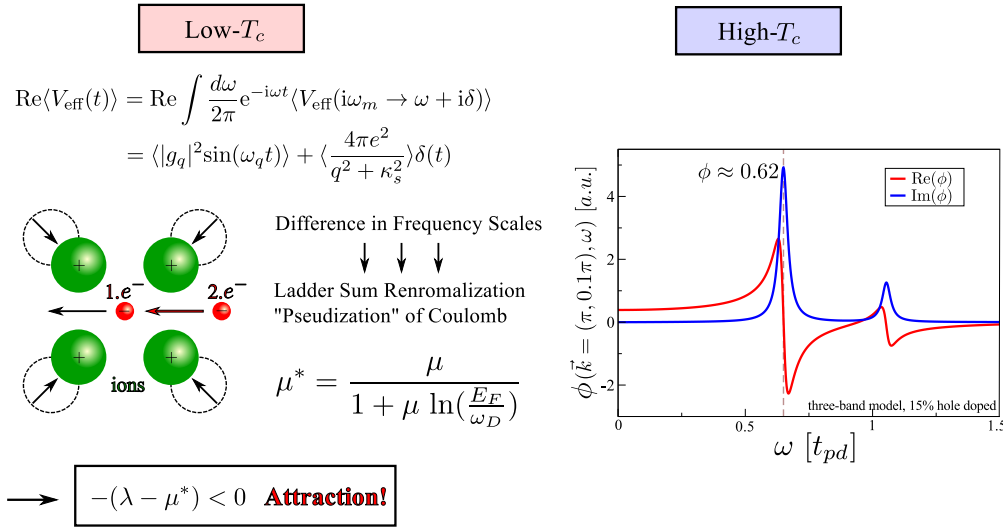 Low-T_c
Re⟨V_eff(t)⟩ = Re ∫ dω/2π e^{-iωt}⟨V_eff(iω_m → ω + iδ)⟩
= ⟨|g_q|² sin(ω_q t)⟩ + ⟨4πe²/(q² + κ_s²)⟩δ(t)
Difference in Frequency Scales
Ladder Sum Renromalization
"Pseudization" of Coulomb
1.e⁻ 2.e⁻
+ + + +
ions
μ* = μ/(1 + μ ln(E_F/ω_D))
-(λ - μ*) < 0 Attraction!
High-T_c
φ ≈ 0.62
Re(φ)
Im(φ)
φ(k⃗ = (π, 0.1π), ω) [a.u.]
4
2
0
-2
three-band model, 15% hole doped
0 0.5 1 1.5
ω [t_pd]